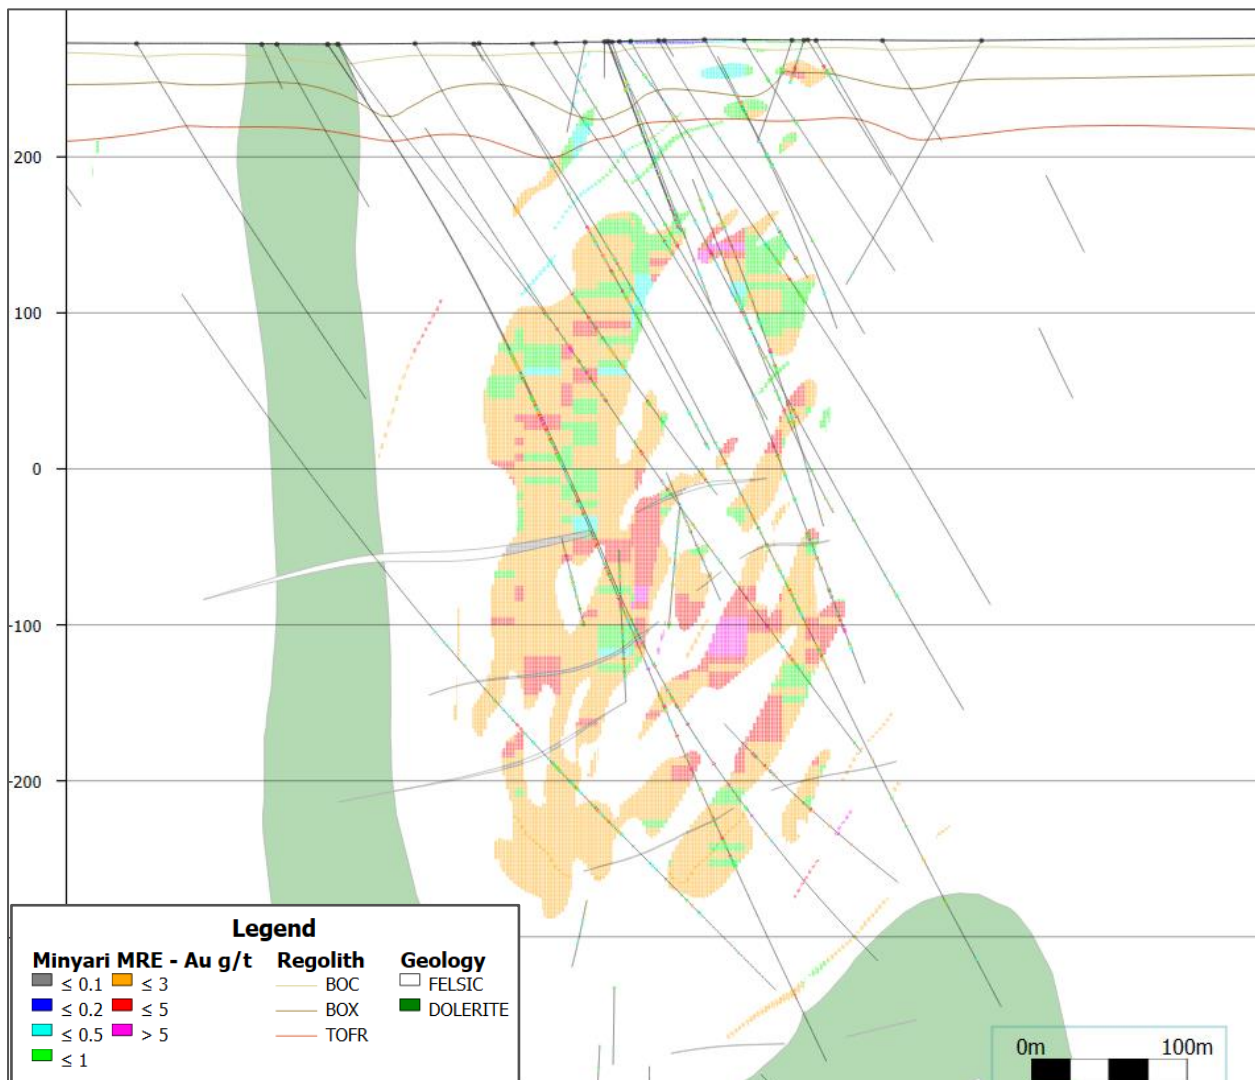 200
100
0
-100
-200
Legend
Minyari MRE - Au g/t Regolith Geology
≤ 0.1 ≤ 3 BOC FELSIC
≤ 0.2 ≤ 5 BOX DOLERITE
≤ 0.5 > 5 TOFR
≤ 1
0m 100m